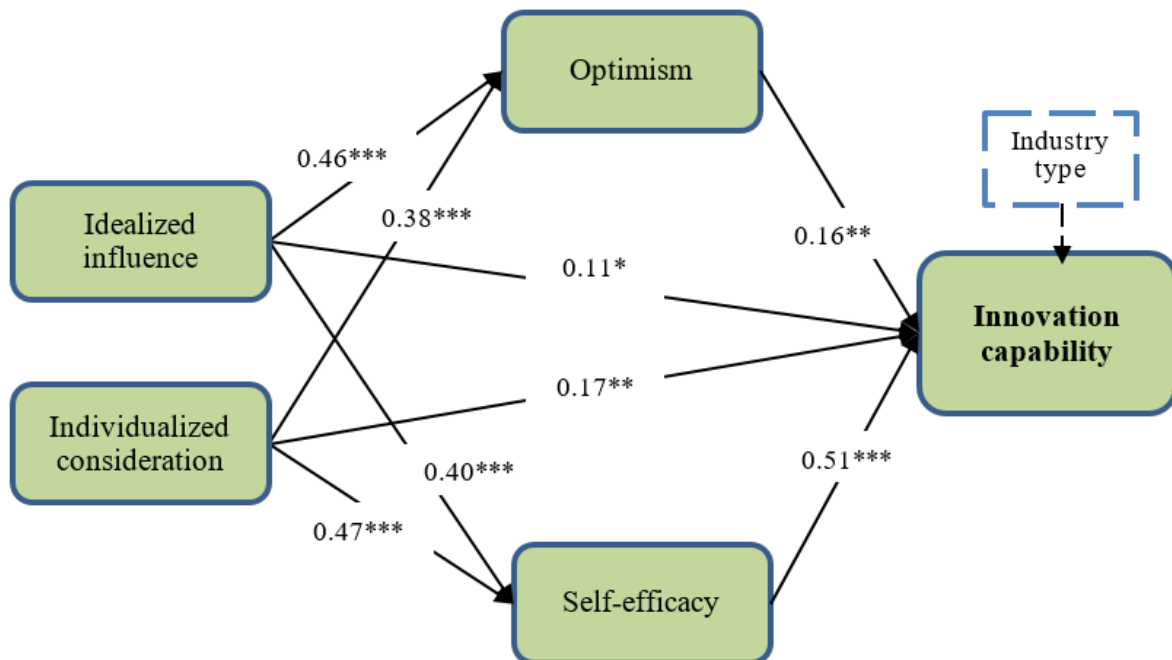 Optimism
Industry
type
0.46***
Idealized
influence
0.38***
0.16**
0.11*
Innovation
capability
0.17**
Individualized
consideration
0.40***
0.51***
0.47***
Self-efficacy